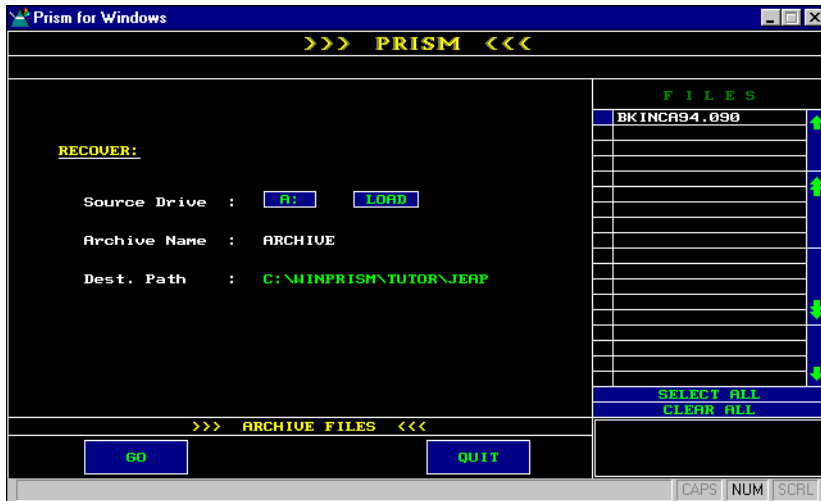 Prism for Windows
>>> PRISM <<<
FILES
BKINCA94.090
RECOVER:
Source Drive : A: LOAD
Archive Name : ARCHIVE
Dest. Path : C:\WINPRISM\TUTOR\JEAP
SELECT ALL
CLEAR ALL
>>> ARCHIVE FILES <<<
GO QUIT
CAPS NUM SCRL